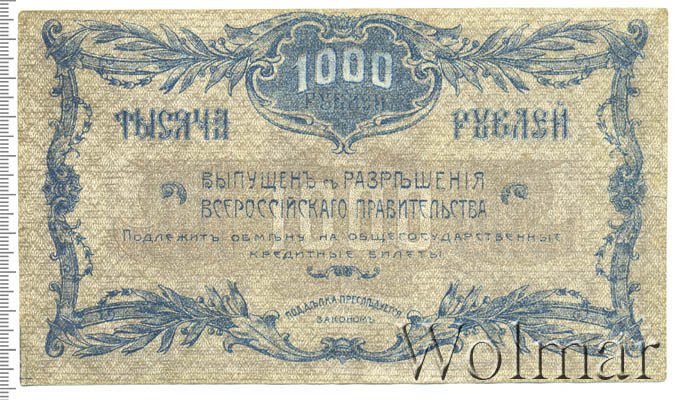 1000
РУБЛЕЙ
ТЫСЯЧА РУБЛЕЙ
ВЫПУЩЕНЪ съ РАЗРѢШЕНІЯ
ВСЕРОССІЙСКАГО ПРАВИТЕЛЬСТВА
ПОДЛЕЖИТЪ ОБМѢНУ НА ОБЩЕГОСУДАРСТВЕННЫЕ
КРЕДИТНЫЕ БИЛЕТЫ
ПОДДѢЛКА ПРЕСЛѢДУЕТСЯ
ЗАКОНОМЪ
Wolmar